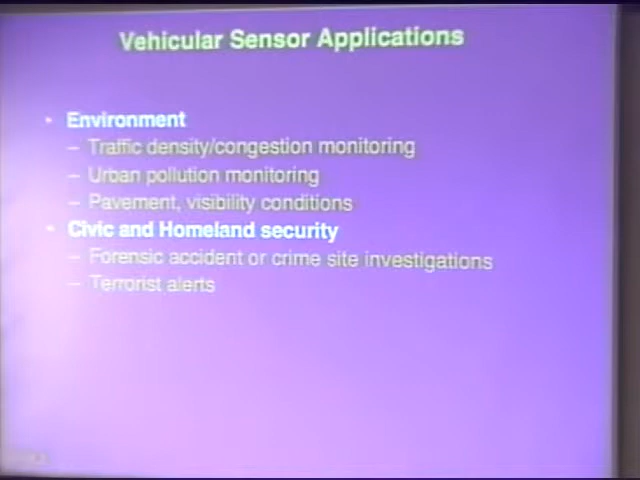 Vehicular Sensor Applications
• Environment
– Traffic density/congestion monitoring
– Urban pollution monitoring
– Pavement, visibility conditions
• Civic and Homeland security
– Forensic accident or crime site investigations
– Terrorist alerts